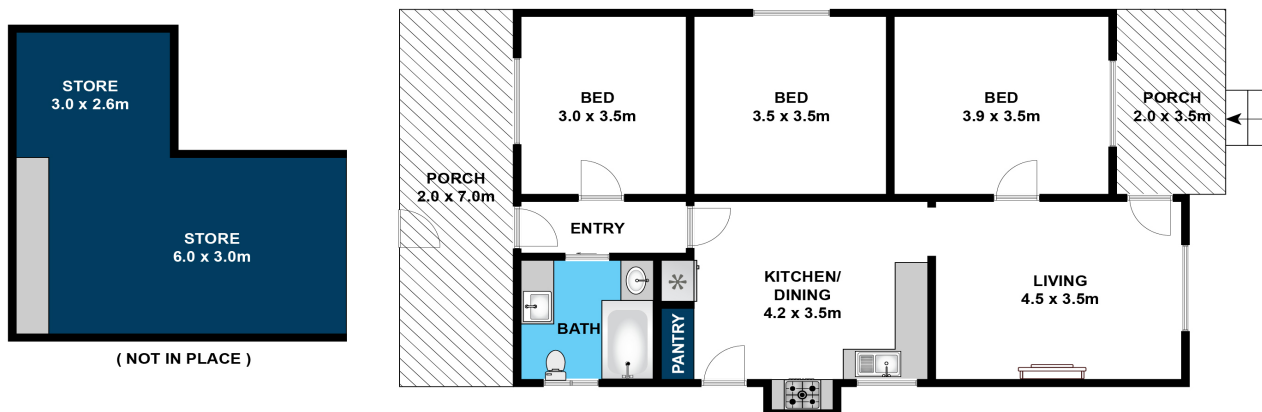 STORE
3.0 x 2.6m
STORE
6.0 x 3.0m
( NOT IN PLACE )
PORCH
2.0 x 7.0m
BED
3.0 x 3.5m
BED
3.5 x 3.5m
BED
3.9 x 3.5m
PORCH
2.0 x 3.5m
ENTRY
BATH
PANTRY
KITCHEN/
DINING
4.2 x 3.5m
LIVING
4.5 x 3.5m